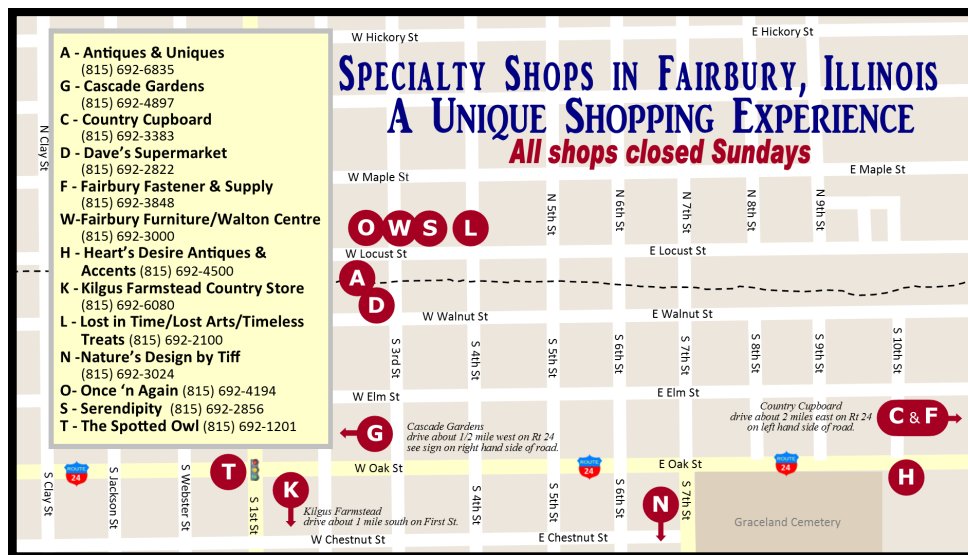 A - Antiques & Uniques
(815) 692-6835
G - Cascade Gardens
(815) 692-4897
C - Country Cupboard
(815) 692-3383
D - Dave's Supermarket
(815) 692-2822
F - Fairbury Fastener & Supply
(815) 692-3848
W-Fairbury Furniture/Walton Centre
(815) 692-3000
H - Heart's Desire Antiques &
Accents (815) 692-4500
K - Kilgus Farmstead Country Store
(815) 692-6080
L - Lost in Time/Lost Arts/Timeless
Treats (815) 692-2100
N -Nature's Design by Tiff
(815) 692-3024
O- Once 'n Again (815) 692-4194
S - Serendipity (815) 692-2856
T - The Spotted Owl (815) 692-1201
W Hickory St
E Hickory St
Specialty Shops in Fairbury, Illinois
A Unique Shopping Experience
All shops closed Sundays
N Clay St
W Maple St
E Maple St
N 5th St
N 6th St
N 7th St
N 8th St
N 9th St
O
W
S
L
W Locust St
E Locust St
A
D
W Walnut St
E Walnut St
S 3rd St
S 4th St
S 5th St
S 6th St
S 7th St
S 8th St
S 9th St
S 10th St
W Elm St
E Elm St
G
Cascade Gardens
drive about 1/2 mile west on Rt 24
see sign on right hand side of road.
Country Cupboard
drive about 2 miles east on Rt 24
on left hand side of road.
C & F
ROUTE
24
T
W Oak St
ROUTE
24
E Oak St
ROUTE
24
H
S Clay St
S Jackson St
S Webster St
S 1st St
K
Kilgus Farmstead
drive about 1 mile south on First St.
S 4th St
S 5th St
S 6th St
N
S 7th St
Graceland Cemetery
W Chestnut St
E Chestnut St